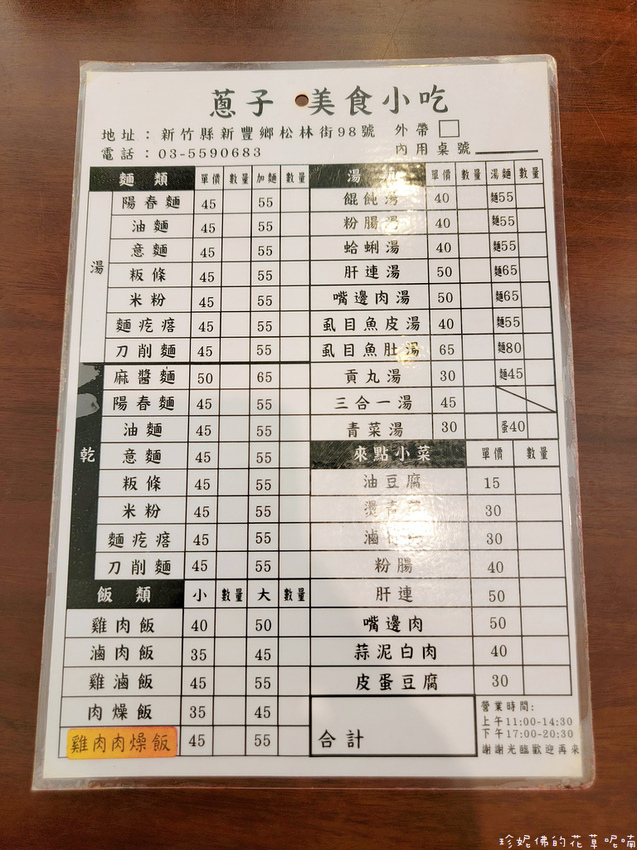 蔥子 美食小吃
地址：新竹縣新豐鄉松林街98號 外帶
電話：03-5590683 內用桌號
麵類 單價 數量 加麵 數量
湯
陽春麵 45 55
油麵 45 55
意麵 45 55
粄條 45 55
米粉 45 55
麵疙瘩 45 55
刀削麵 45 55
乾
麻醬麵 50 65
陽春麵 45 55
油麵 45 55
意麵 45 55
粄條 45 55
米粉 45 55
麵疙瘩 45 55
刀削麵 45 55
飯類 小 數量 大 數量
雞肉飯 40 50
滷肉飯 35 45
雞滷飯 45 55
肉燥飯 35 45
雞肉肉燥飯 45 55
湯 單價 數量 湯麵 數量
餛飩湯 40 麵55
粉腸湯 40 麵55
蛤蜊湯 40 麵55
肝連湯 50 麵65
嘴邊肉湯 50 麵65
虱目魚皮湯 40 麵55
虱目魚肚湯 65 麵80
貢丸湯 30 麵45
三合一湯 45
青菜湯 30 蛋40
來點小菜 單價 數量
油豆腐 15
燙青菜 30
滷 30
粉腸 40
肝連 50
嘴邊肉 50
蒜泥白肉 40
皮蛋豆腐 30
合計
營業時間:
上午11:00-14:30
下午17:00-20:30
謝謝光臨歡迎再來
珍妮佛的花草呢喃